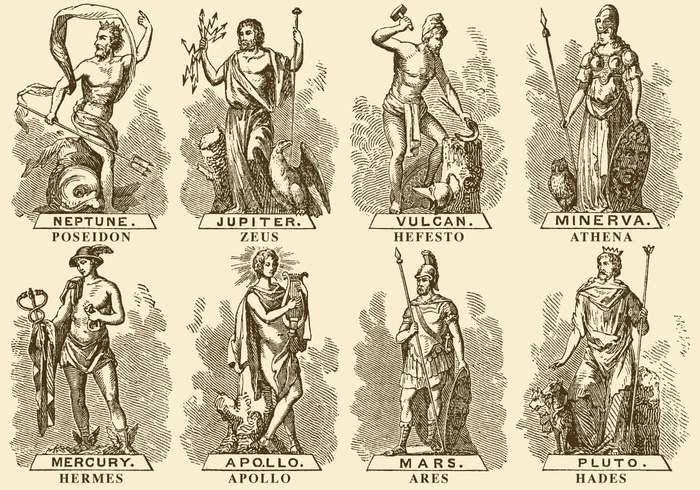 NEPTUNE.
POSEIDON
JUPITER.
ZEUS
VULCAN.
HEFESTO
MINERVA.
ATHENA
MERCURY.
HERMES
APOLLO.
APOLLO
MARS.
ARES
PLUTO.
HADES